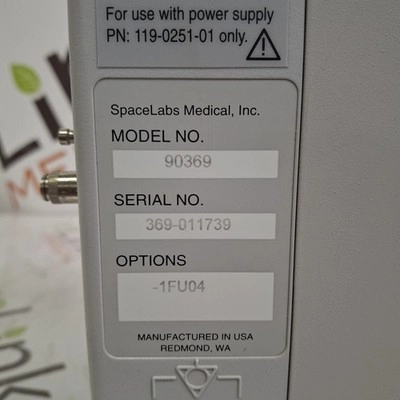 For use with power supply
PN: 119-0251-01 only.
SpaceLabs Medical, Inc.
MODEL NO.
90369
SERIAL NO.
369-011739
OPTIONS
-1FU04
MANUFACTURED IN USA
REDMOND, WA